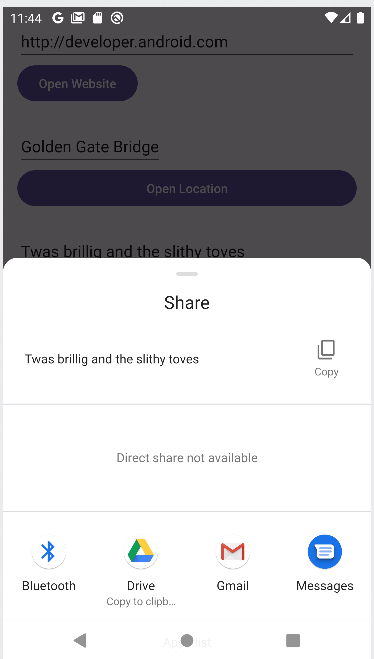 11:44
http://developer.android.com
Open Website
Golden Gate Bridge
Open Location
Twas brillig and the slithy toves
Share
Twas brillig and the slithy toves
Copy
Direct share not available
Bluetooth
Drive
Gmail
Messages
Copy to clipb...
Apps list